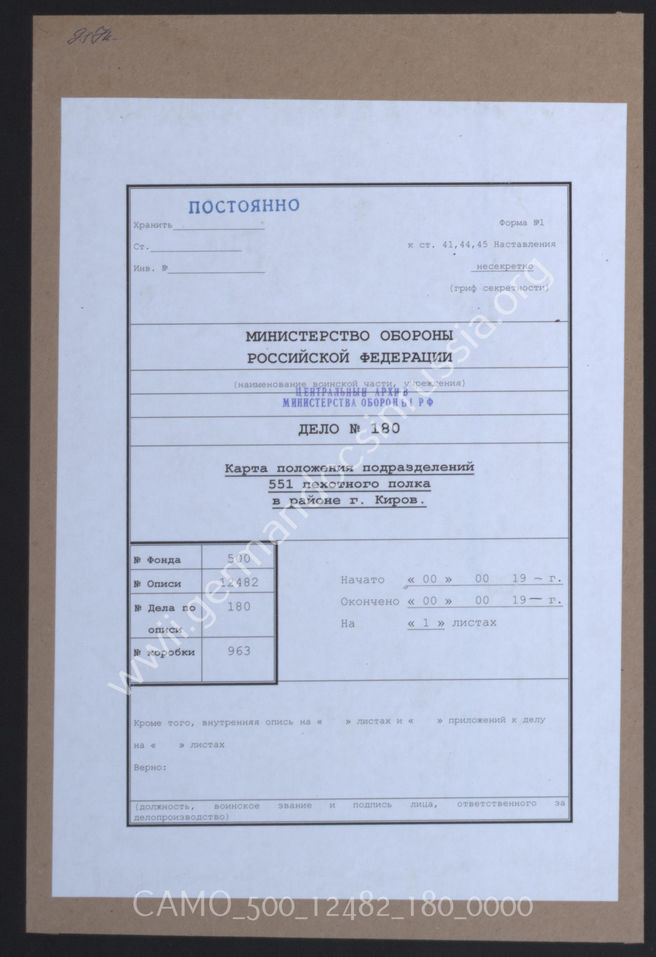 ПОСТОЯННО
Хранить
Форма №1
Ст.
к ст. 41,44,45 Наставления
Инв. №
несекретно
(гриф секретности)
МИНИСТЕРСТВО ОБОРОНЫ
РОССИЙСКОЙ ФЕДЕРАЦИИ
(наименование воинской части, учреждения)
ЦЕНТРАЛЬНЫЙ АРХИВ
МИНИСТЕРСТВА ОБОРОНЫ РФ
ДЕЛО № 180
Карта положения подразделений
551 пехотного полка
в районе г. Киров.
№ Фонда 500
№ Описи 12482
№ Дела по описи 180
№ коробки 963
Начато « 00 » 00 19 – г.
Окончено « 00 » 00 19 — г.
На « 1 » листах
Кроме того, внутренняя опись на « » листах и « » приложений к делу
на « » листах
Верно:
(должность, воинское звание и подпись лица, ответственного за
делопроизводство)
wwii.germandocsinrussia.org
CAMO_500_12482_180_0000